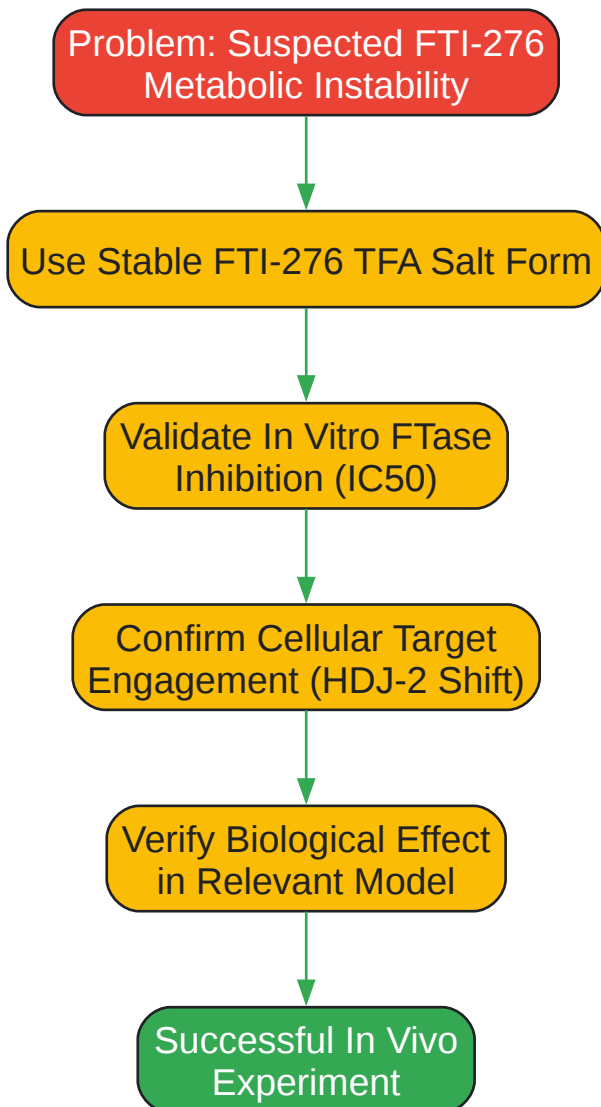 Problem: Suspected FTI-276
Metabolic Instability
Use Stable FTI-276 TFA Salt Form
Validate In Vitro FTase
Inhibition (IC50)
Confirm Cellular Target
Engagement (HDJ-2 Shift)
Verify Biological Effect
in Relevant Model
Successful In Vivo
Experiment